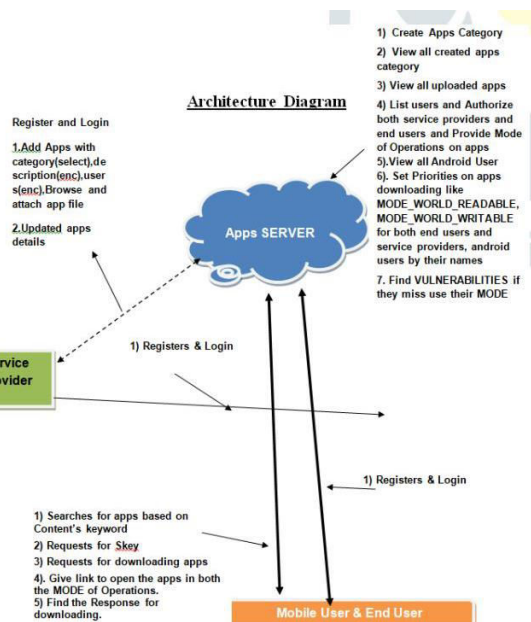 Architecture Diagram
1) Create Apps Category
2) View all created apps
category
3) View all uploaded apps
4) List users and Authorize
both service providers and
end users and Provide Mode
of Operations on apps
5).View all Android User
6). Set Priorities on apps
downloading like
MODE_WORLD_READABLE,
MODE_WORLD_WRITABLE
for both end users and
service providers, android
users by their names
7. Find VULNERABILITIES if
they miss use their MODE
Register and Login
1.Add Apps with
category(select),de
scription(enc),user
s(enc),Browse and
attach app file
2.Updated apps
details
Apps SERVER
1) Registers & Login
rvice
vider
1) Registers & Login
1) Searches for apps based on
Content's keyword
2) Requests for Skey
3) Requests for downloading apps
4). Give link to open the apps in both
the MODE of Operations.
5) Find the Response for
downloading.
Mobile User & End User